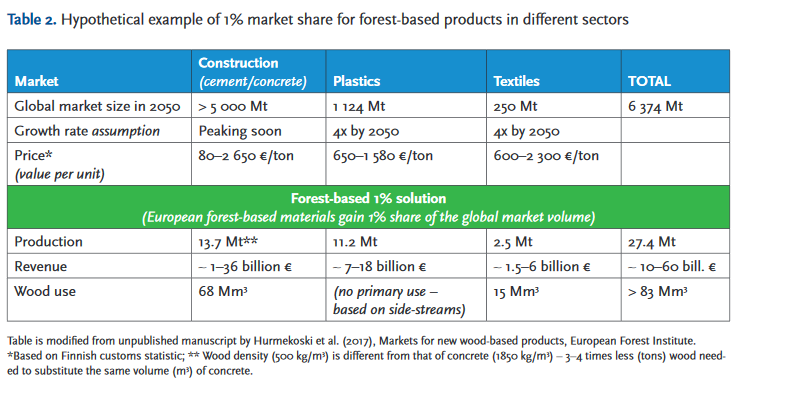 Table 2. Hypothetical example of 1% market share for forest-based products in different sectors
Market Construction (cement/concrete) Plastics Textiles TOTAL
Global market size in 2050 > 5 000 Mt 1 124 Mt 250 Mt 6 374 Mt
Growth rate assumption Peaking soon 4x by 2050 4x by 2050
Price* (value per unit) 80–2 650 €/ton 650–1 580 €/ton 600–2 300 €/ton
Forest-based 1% solution
(European forest-based materials gain 1% share of the global market volume)
Production 13.7 Mt** 11.2 Mt 2.5 Mt 27.4 Mt
Revenue ~ 1–36 billion € ~ 7–18 billion € ~ 1.5–6 billion € ~ 10–60 bill. €
Wood use 68 Mm³ (no primary use – based on side-streams) 15 Mm³ > 83 Mm³
Table is modified from unpublished manuscript by Hurmekoski et al. (2017), Markets for new wood-based products, European Forest Institute.
*Based on Finnish customs statistic; ** Wood density (500 kg/m³) is different from that of concrete (1850 kg/m³) – 3–4 times less (tons) wood need-
ed to substitute the same volume (m³) of concrete.